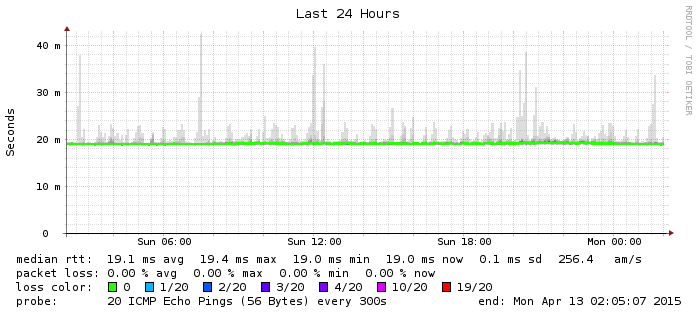 Last 24 Hours
RRDTOOL / TOBI OETIKER
Seconds
40 m
30 m
20 m
10 m
0
Sun 06:00 Sun 12:00 Sun 18:00 Mon 00:00
median rtt: 19.1 ms avg 19.4 ms max 19.0 ms min 19.0 ms now 0.1 ms sd 256.4 am/s
packet loss: 0.00 % avg 0.00 % max 0.00 % min 0.00 % now
loss color: 0 1/20 2/20 3/20 4/20 10/20 19/20
probe: 20 ICMP Echo Pings (56 Bytes) every 300s end: Mon Apr 13 02:05:07 2015